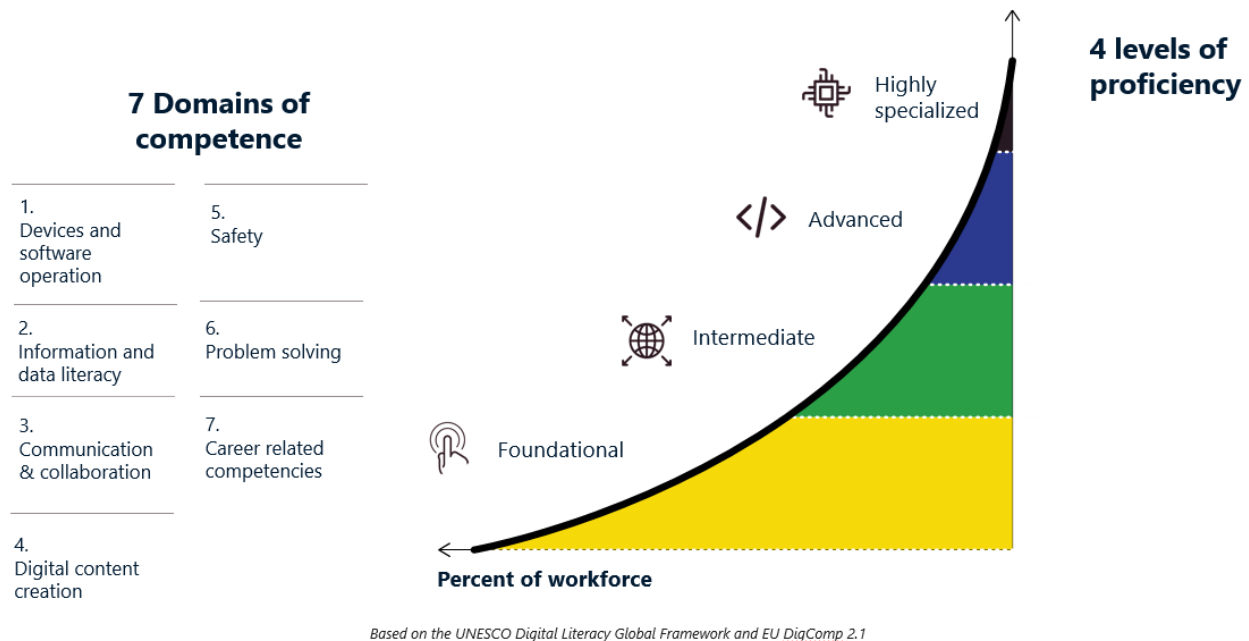 7 Domains of
competence
1.
Devices and
software
operation
2.
Information and
data literacy
3.
Communication
& collaboration
4.
Digital content
creation
5.
Safety
6.
Problem solving
7.
Career related
competencies
4 levels of
proficiency
Highly
specialized
Advanced
Intermediate
Foundational
Percent of workforce
Based on the UNESCO Digital Literacy Global Framework and EU DigComp 2.1